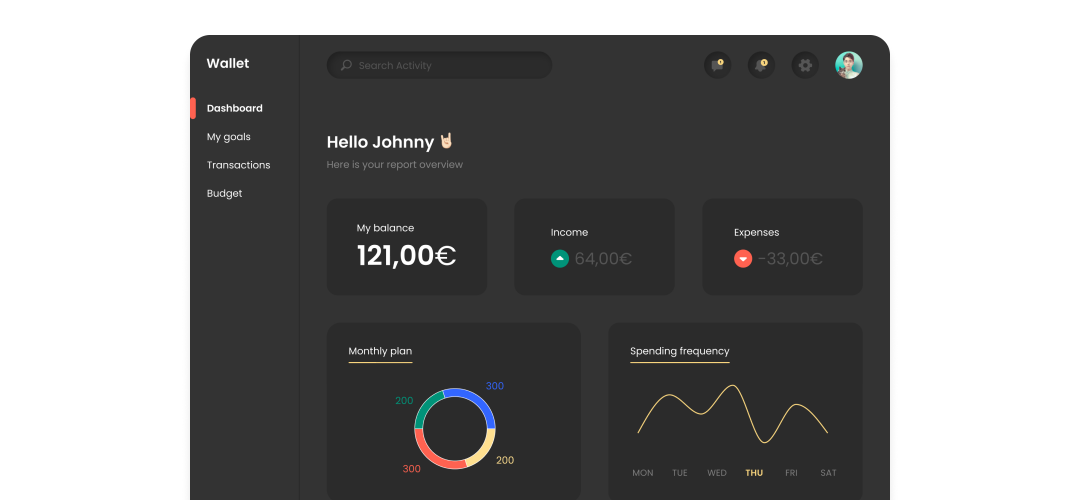 Wallet
Search Activity
Dashboard
My goals
Transactions
Budget
Hello Johnny 🤘🏻
Here is your report overview
My balance
121,00€
Income
64,00€
Expenses
-33,00€
Monthly plan
300
200
300
200
Spending frequency
MON TUE WED THU FRI SAT